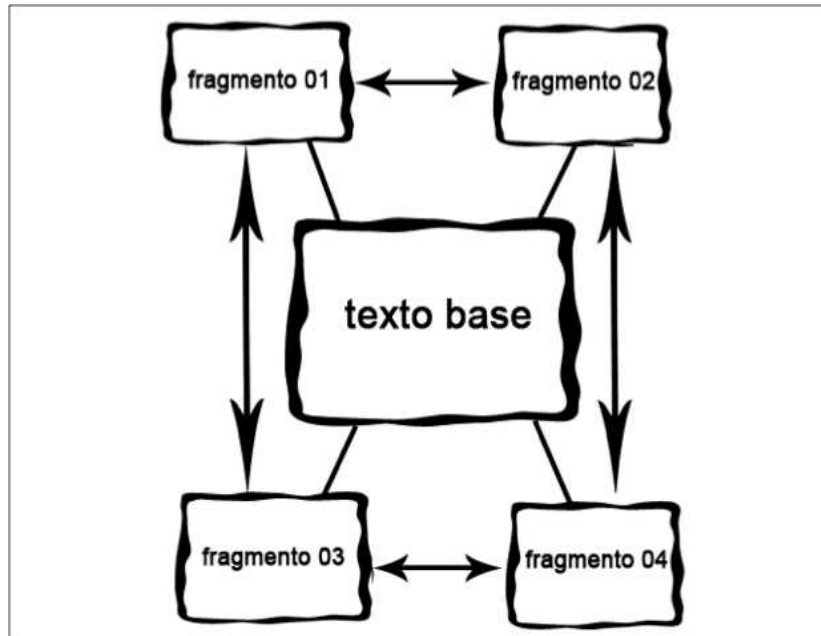 fragmento 01
fragmento 02
texto base
fragmento 03
fragmento 04